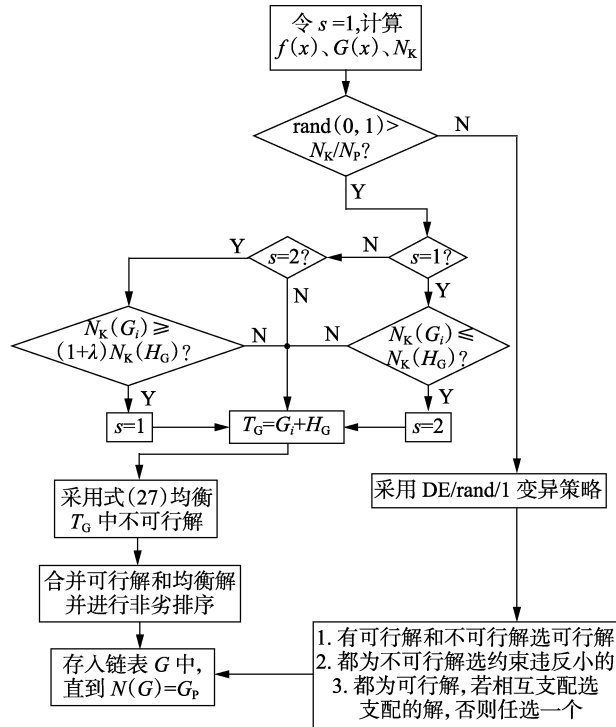 令 s=1,计算
f(x)、G(x)、N_K
rand(0, 1)>
N_K/N_P?
N
Y
Y
s=2?
N
s=1?
N
Y
N_K(G_i)≥
(1+λ)N_K(H_G)?
N
N
N_K(G_i)≤
N_K(H_G)?
Y
Y
s=1
T_G=G_i+H_G
s=2
采用式(27)均衡
T_G 中不可行解
采用 DE/rand/1 变异策略
合并可行解和均衡解
并进行非劣排序
存入链表 G 中,
直到 N(G)=G_P
1. 有可行解和不可行解选可行解
2. 都为不可行解选约束违反小的
3. 都为可行解, 若相互支配选
支配的解, 否则任选一个